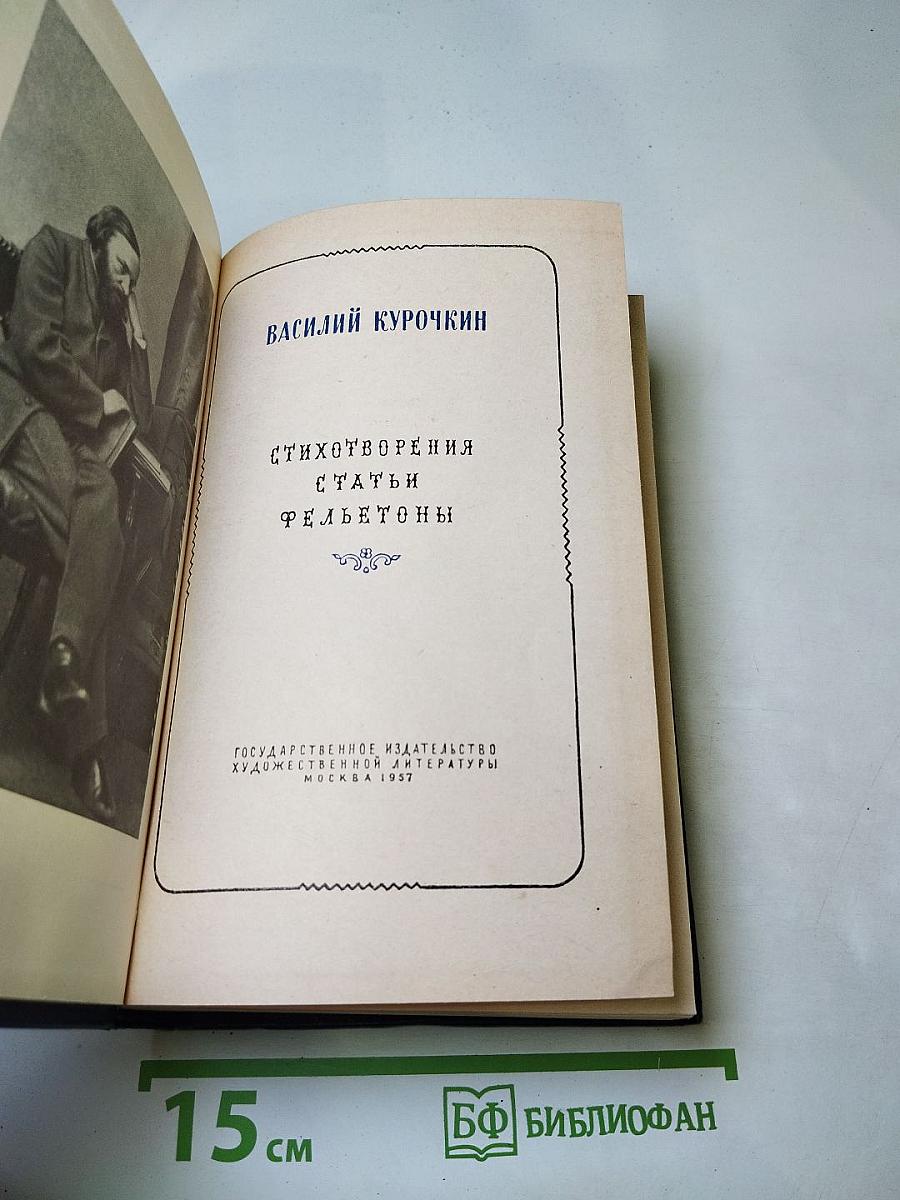 ВАСИЛИЙ КУРОЧКИН
СТИХОТВОРЕНИЯ
СТАТЬИ
ФЕЛЬЕТОНЫ
ГОСУДАРСТВЕННОЕ ИЗДАТЕЛЬСТВО
ХУДОЖЕСТВЕННОЙ ЛИТЕРАТУРЫ
МОСКВА 1957
15 см
БФ БИБЛИОФАН